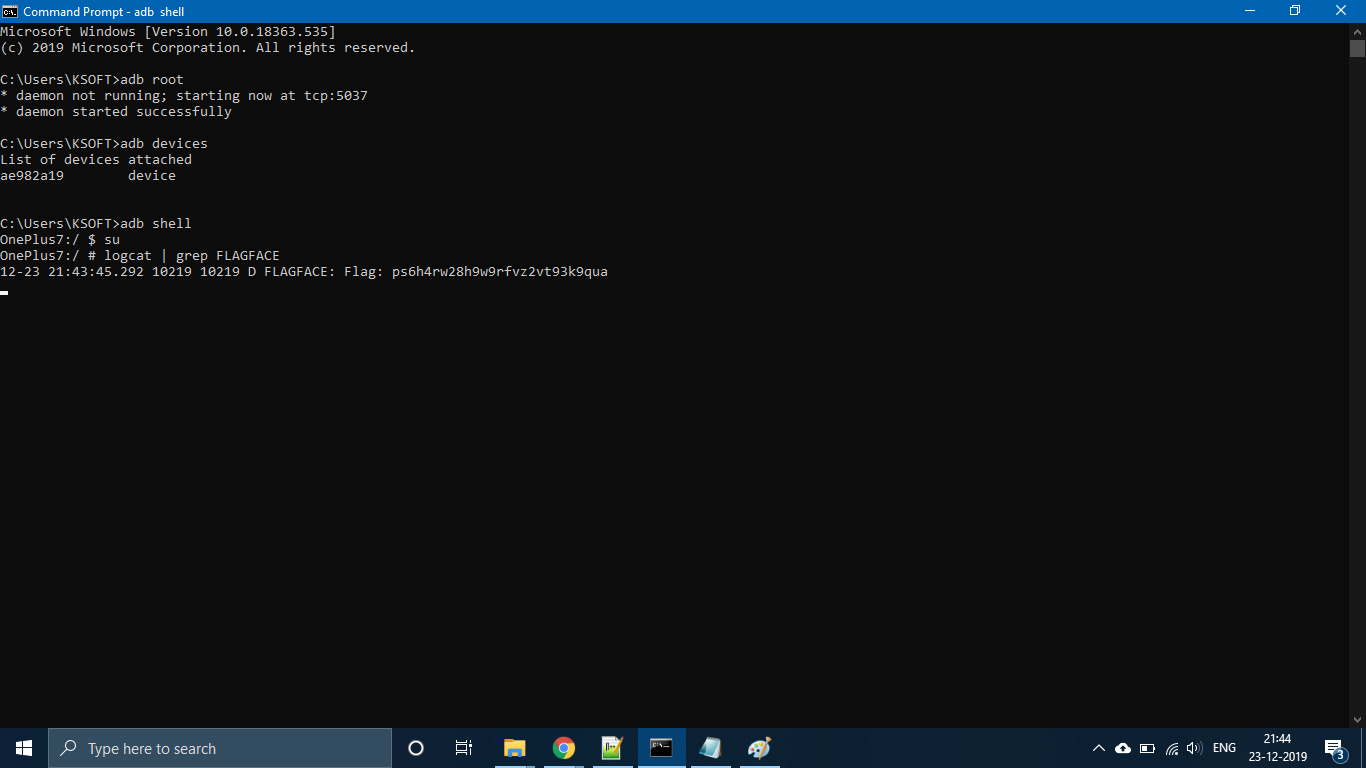 Command Prompt - adb shell
Microsoft Windows [Version 10.0.18363.535]
(c) 2019 Microsoft Corporation. All rights reserved.
C:\Users\KSOFT>adb root
* daemon not running; starting now at tcp:5037
* daemon started successfully
C:\Users\KSOFT>adb devices
List of devices attached
ae982a19        device
C:\Users\KSOFT>adb shell
OnePlus7:/ $ su
OnePlus7:/ # logcat | grep FLAGFACE
12-23 21:43:45.292 10219 10219 D FLAGFACE: Flag: ps6h4rw28h9w9rfvz2vt93k9qua
Type here to search
ENG
21:44
23-12-2019
3